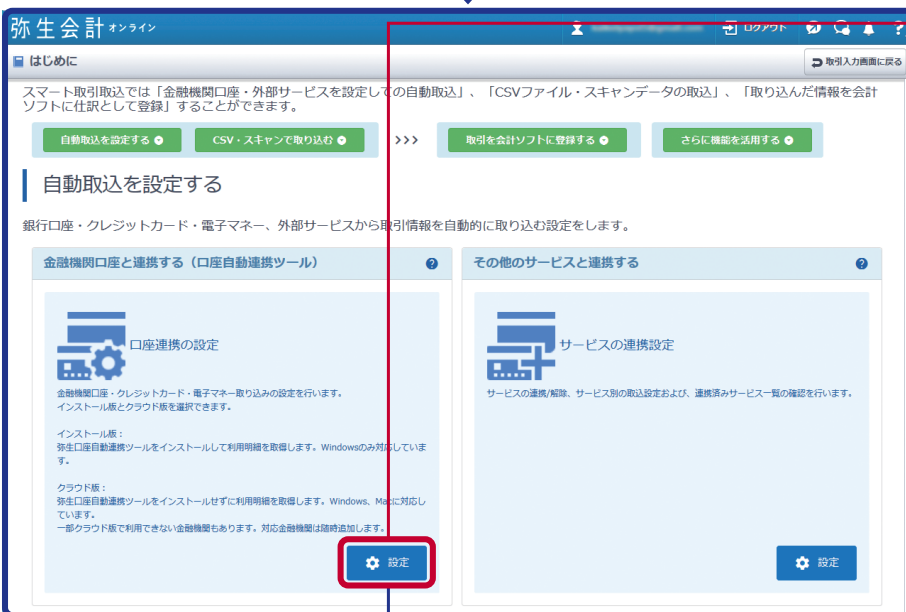 弥生会計 オンライン
ログアウト
はじめに
取引入力画面に戻る
スマート取引取込では「金融機関口座・外部サービスを設定しての自動取込」、「CSVファイル・スキャンデータの取込」、「取り込んだ情報を会計
ソフトに仕訳として登録」することができます。
自動取込を設定する
CSV・スキャンで取り込む
>>>
取引を会計ソフトに登録する
さらに機能を活用する
自動取込を設定する
銀行口座・クレジットカード・電子マネー、外部サービスから取引情報を自動的に取り込む設定をします。
金融機関口座と連携する（口座自動連携ツール）
?
口座連携の設定
金融機関口座・クレジットカード・電子マネー取り込みの設定を行います。
インストール版とクラウド版を選択できます。
インストール版：
弥生口座自動連携ツールをインストールして利用明細を取得します。Windowsのみ対応していま
す。
クラウド版：
弥生口座自動連携ツールをインストールせずに利用明細を取得します。Windows、Macに対応し
ています。
一部クラウド版で利用できない金融機関もあります。対応金融機関は随時追加します。
設定
その他のサービスと連携する
?
サービスの連携設定
サービスの連携/解除、サービス別の取込設定および、連携済みサービス一覧の確認を行います。
設定